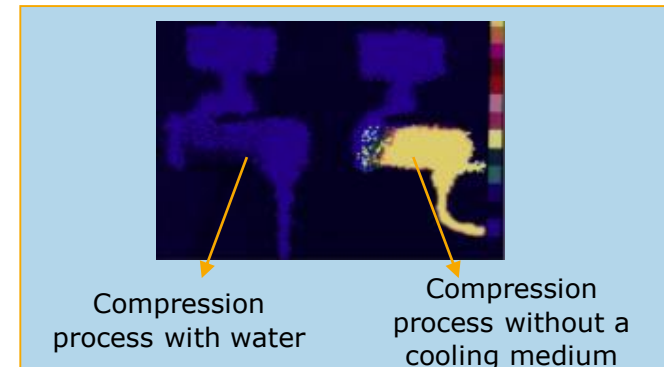 Compression
process with water
Compression
process without a
cooling medium